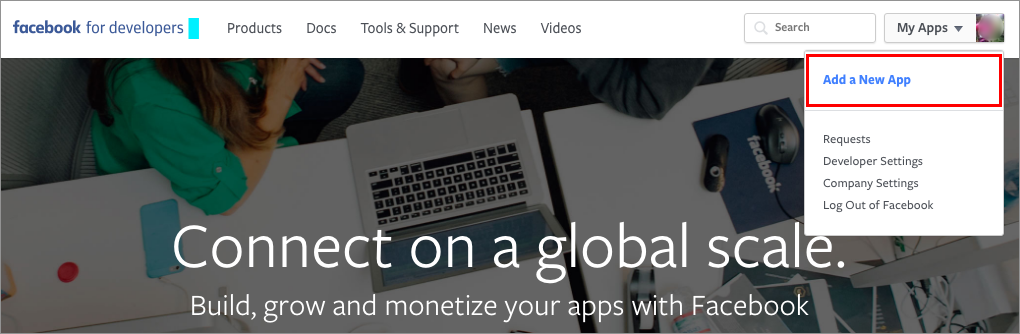 facebook for developers
Products
Docs
Tools & Support
News
Videos
Search
My Apps
Add a New App
Requests
Developer Settings
Company Settings
Log Out of Facebook
facebook
Connect on a global scale.
Build, grow and monetize your apps with Facebook